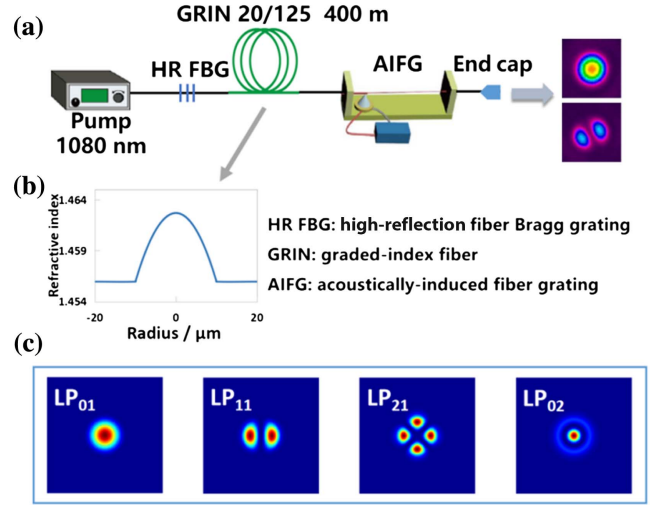 (a)
GRIN 20/125 400 m
HR FBG
AIFG
End cap
Pump
1080 nm
(b)
Refractive index
1.464
1.459
1.454
-20
-10
0
10
20
Radius / μm
HR FBG: high-reflection fiber Bragg grating
GRIN: graded-index fiber
AIFG: acoustically-induced fiber grating
(c)
LP01
LP11
LP21
LP02